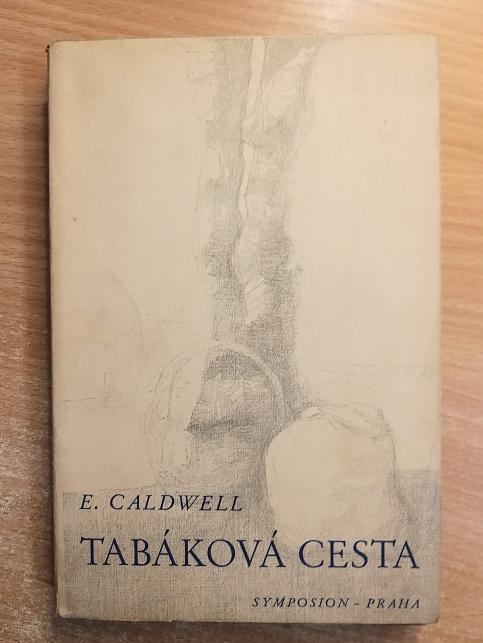 E. CALDWELL
TABÁKOVÁ CESTA
SYMPOSION - PRAHA